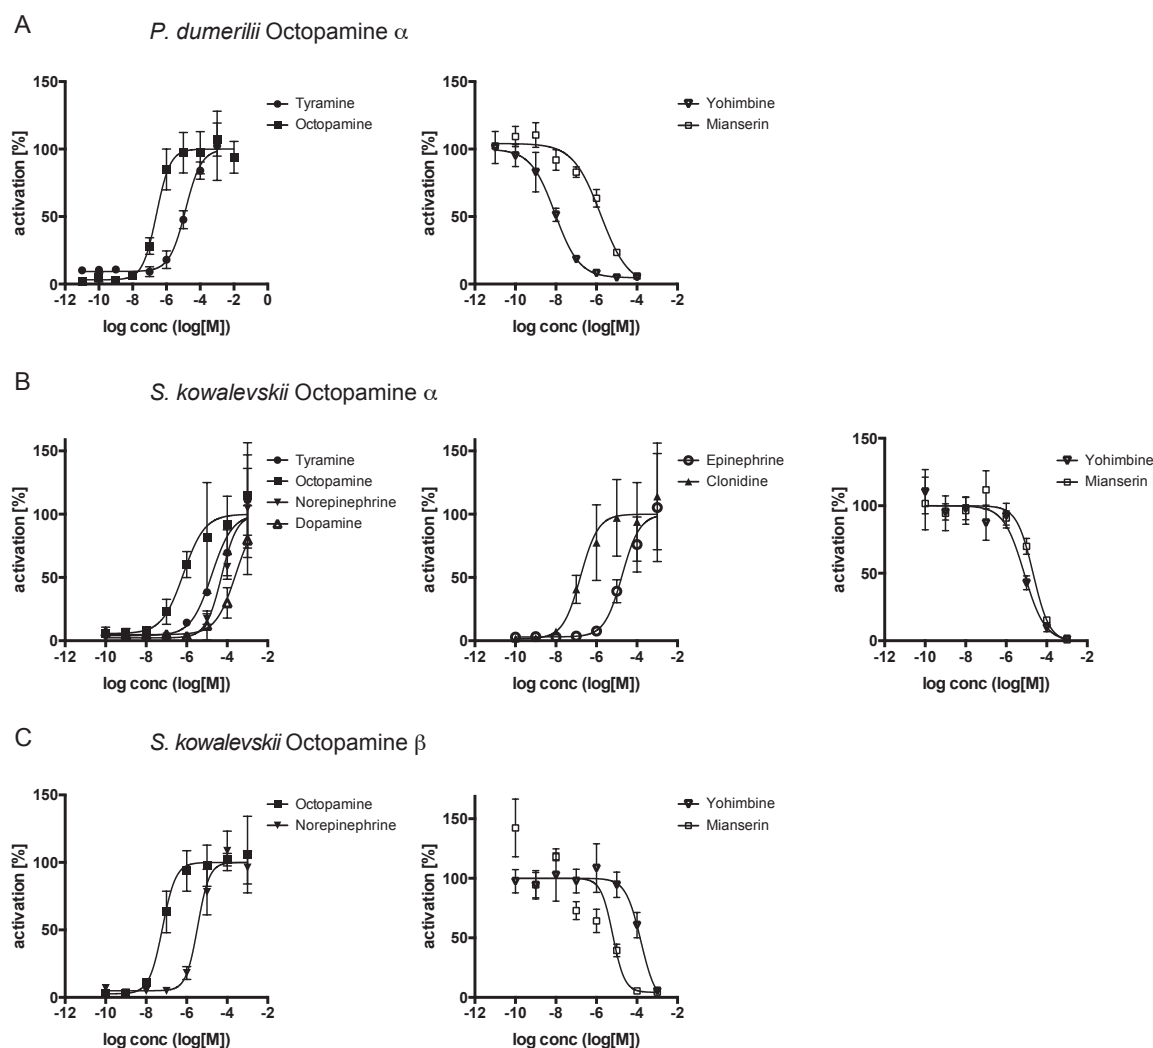 A
P. dumerilii Octopamine α
150
100
50
0
activation [%]
-12 -10 -8 -6 -4 -2 0
log conc (log[M])
Tyramine
Octopamine
150
100
50
0
activation [%]
-12 -10 -8 -6 -4 -2
log conc (log[M])
Yohimbine
Mianserin
B
S. kowalevskii Octopamine α
150
100
50
0
activation [%]
-12 -10 -8 -6 -4 -2
log conc (log[M])
Tyramine
Octopamine
Norepinephrine
Dopamine
150
100
50
0
activation [%]
-12 -10 -8 -6 -4 -2
log conc (log[M])
Epinephrine
Clonidine
150
100
50
0
activation [%]
-12 -10 -8 -6 -4 -2
log conc (log[M])
Yohimbine
Mianserin
C
S. kowalevskii Octopamine β
150
100
50
0
activation [%]
-12 -10 -8 -6 -4 -2
log conc (log[M])
Octopamine
Norepinephrine
150
100
50
0
activation [%]
-12 -10 -8 -6 -4 -2
log conc (log[M])
Yohimbine
Mianserin